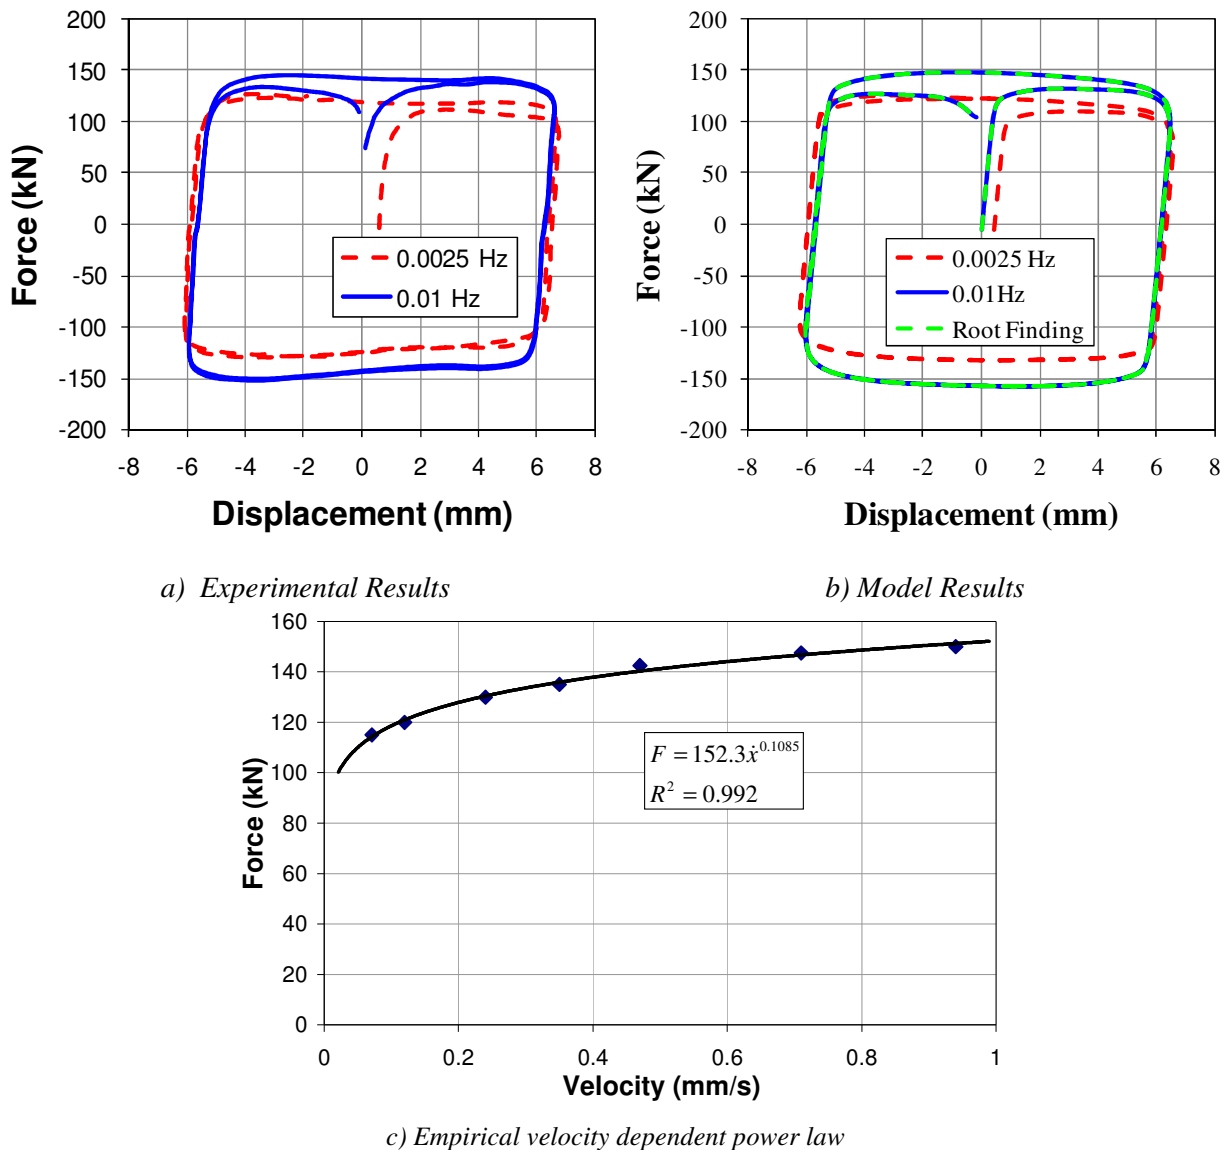 200
150
100
50
0
-50
-100
-150
-200
-8 -6 -4 -2 0 2 4 6 8
Force (kN)
Displacement (mm)
0.0025 Hz
0.01 Hz
a) Experimental Results
200
150
100
50
0
-50
-100
-150
-200
-8 -6 -4 -2 0 2 4 6 8
Force (kN)
Displacement (mm)
0.0025 Hz
0.01Hz
Root Finding
b) Model Results
160
140
120
100
80
60
40
20
0
0 0.2 0.4 0.6 0.8 1
Force (kN)
Velocity (mm/s)
F = 152.3ẋ^0.1085
R² = 0.992
c) Empirical velocity dependent power law